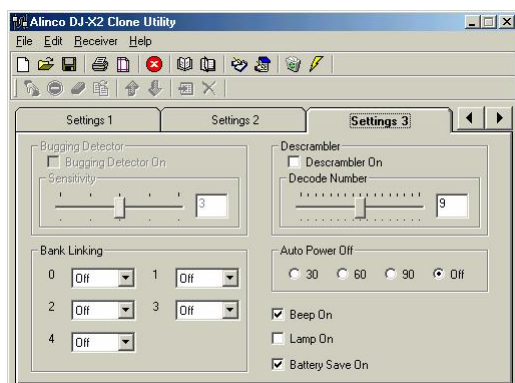 Alinco DJ-X2 Clone Utility
File Edit Receiver Help
Settings 1 Settings 2 Settings 3
Bugging Detector
Bugging Detector On
Sensitivity
3
Descrambler
Descrambler On
Decode Number
9
Bank Linking
0 Off 1 Off
2 Off 3 Off
4 Off
Auto Power Off
30 60 90 Off
Beep On
Lamp On
Battery Save On